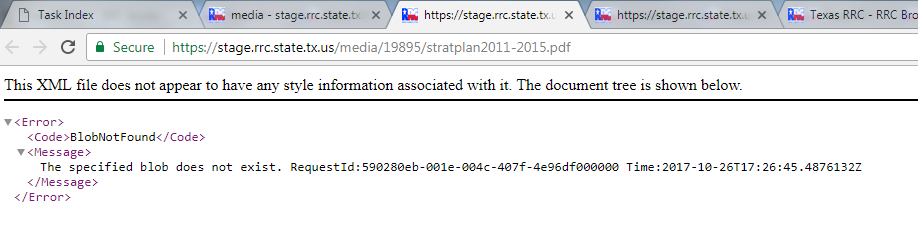 Task Index
media - stage.rrc.state.tx.
https://stage.rrc.state.tx.u
https://stage.rrc.state.tx.u
Texas RRC - RRC Bro
Secure
https://stage.rrc.state.tx.us/media/19895/stratplan2011-2015.pdf
This XML file does not appear to have any style information associated with it. The document tree is shown below.
▼<Error>
<Code>BlobNotFound</Code>
▼<Message>
The specified blob does not exist. RequestId:590280eb-001e-004c-407f-4e96df000000 Time:2017-10-26T17:26:45.4876132Z
</Message>
</Error>